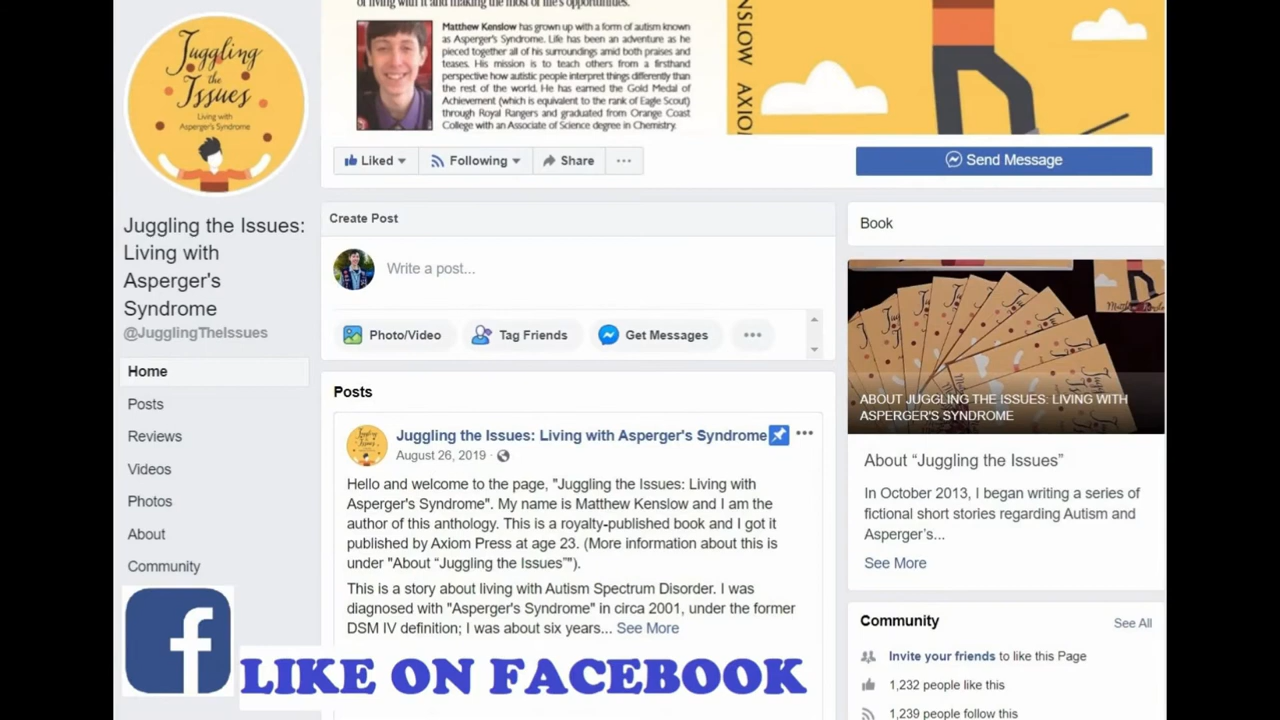 of living with it and making the most of life's opportunities.
Matthew Kenslow has grown up with a form of autism known
as Asperger's Syndrome. Life has been an adventure as he
pieced together all of his surroundings amid both praises and
teases. His mission is to teach others from a firsthand
perspective how autistic people interpret things differently than
the rest of the world. He has earned the Gold Medal of
Achievement (which is equivalent to the rank of Eagle Scout)
through Royal Rangers and graduated from Orange Coast
College with an Associate of Science degree in Chemistry.
NSLOW AXIO
Juggling
the
Issues
Living with
Asperger's Syndrome
Juggling the Issues:
Living with
Asperger's
Syndrome
@JugglingTheIssues
Home
Posts
Reviews
Videos
Photos
About
Community
Liked
Following
Share
Send Message
Create Post
Write a post...
Photo/Video
Tag Friends
Get Messages
Posts
Juggling the Issues: Living with Asperger's Syndrome
August 26, 2019 ·
Hello and welcome to the page, "Juggling the Issues: Living with
Asperger's Syndrome". My name is Matthew Kenslow and I am the
author of this anthology. This is a royalty-published book and I got it
published by Axiom Press at age 23. (More information about this is
under "About “Juggling the Issues”").
This is a story about living with Autism Spectrum Disorder. I was
diagnosed with "Asperger's Syndrome" in circa 2001, under the former
DSM IV definition; I was about six years... See More
Book
ABOUT JUGGLING THE ISSUES: LIVING WITH
ASPERGER'S SYNDROME
About “Juggling the Issues”
In October 2013, I began writing a series of
fictional short stories regarding Autism and
Asperger’s...
See More
Community
See All
Invite your friends to like this Page
1,232 people like this
1,239 people follow this
f
LIKE ON FACEBOOK